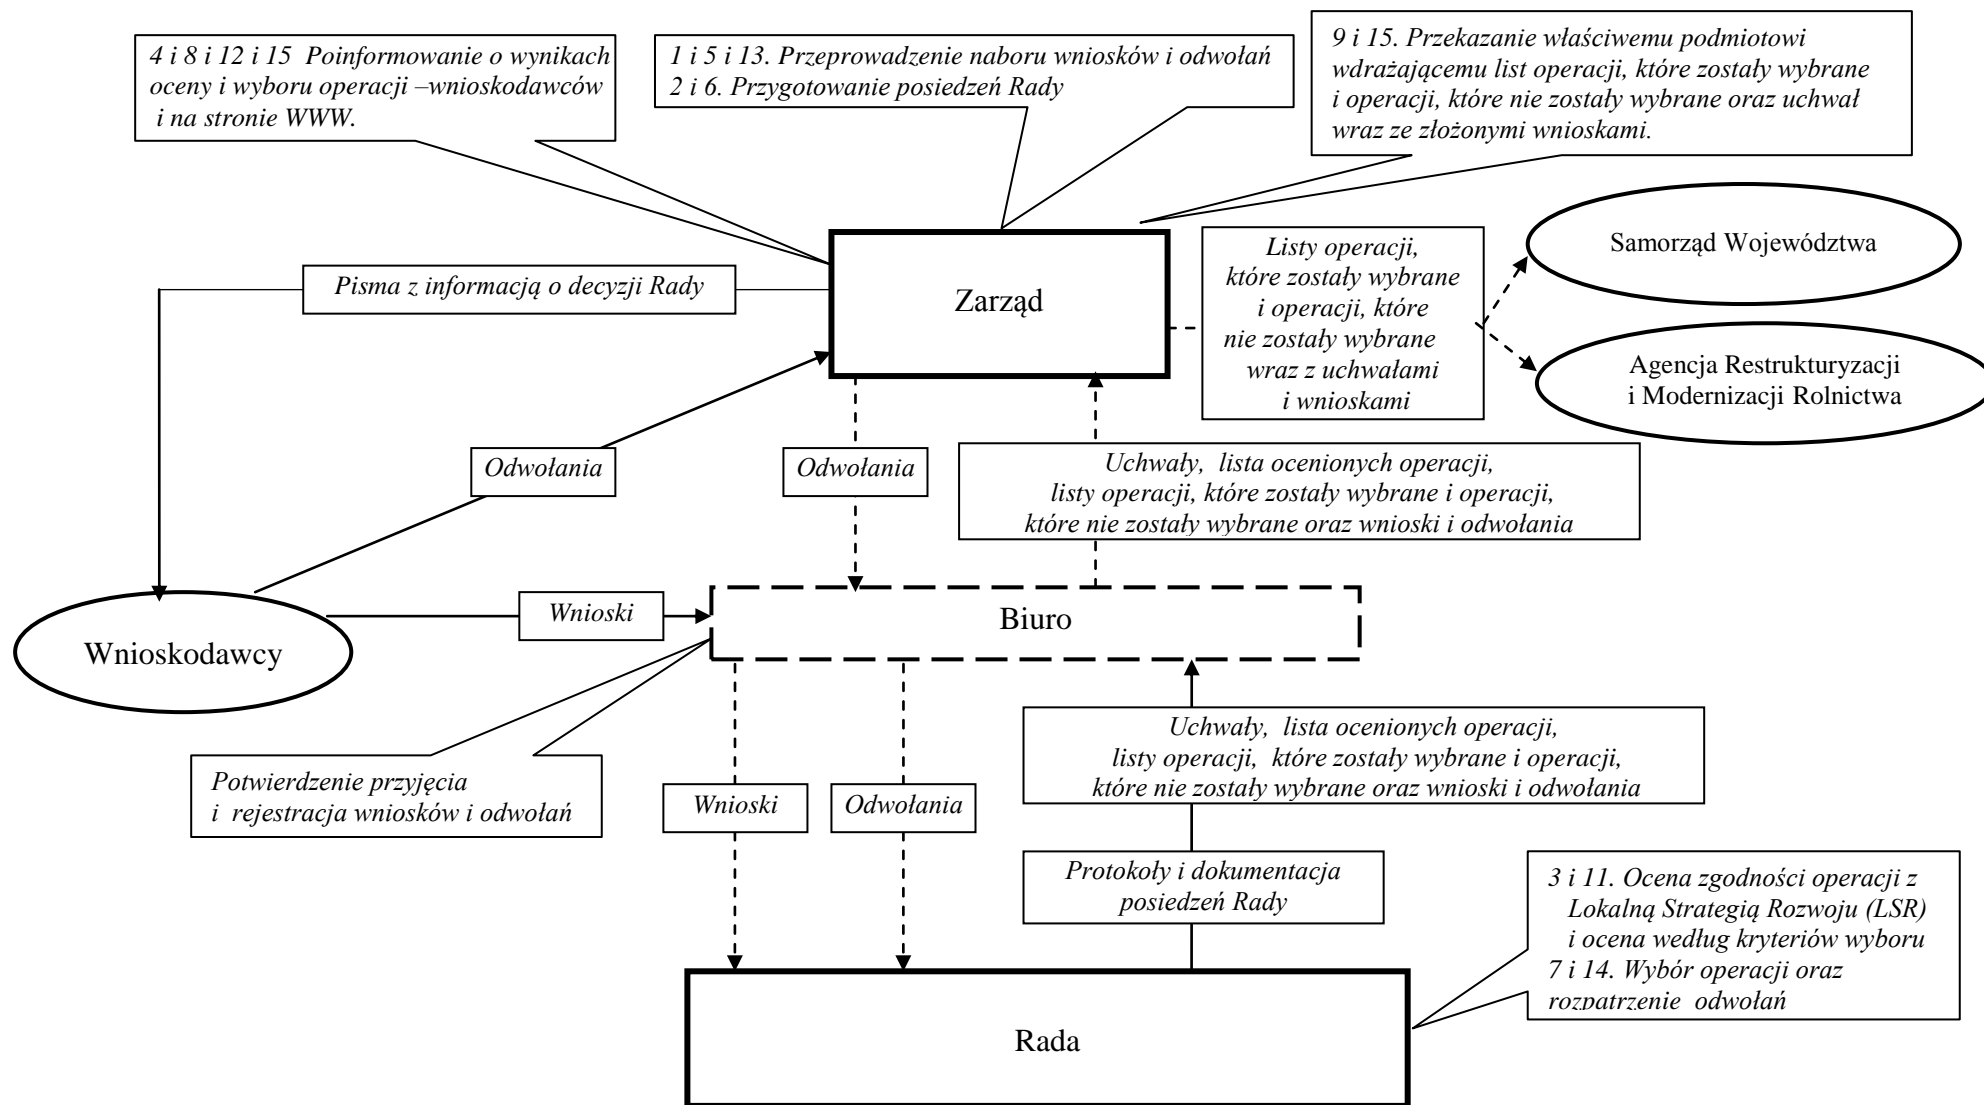 4 i 8 i 12 i 15 Poinformowanie o wynikach
oceny i wyboru operacji –wnioskodawców
i na stronie WWW.
1 i 5 i 13. Przeprowadzenie naboru wniosków i odwołań
2 i 6. Przygotowanie posiedzeń Rady
9 i 15. Przekazanie właściwemu podmiotowi
wdrażającemu list operacji, które zostały wybrane
i operacji, które nie zostały wybrane oraz uchwał
wraz ze złożonymi wnioskami.
Pisma z informacją o decyzji Rady
Zarząd
Listy operacji,
które zostały wybrane
i operacji, które
nie zostały wybrane
wraz z uchwałami
i wnioskami
Samorząd Województwa
Agencja Restrukturyzacji
i Modernizacji Rolnictwa
Odwołania
Odwołania
Uchwały, lista ocenionych operacji,
listy operacji, które zostały wybrane i operacji,
które nie zostały wybrane oraz wnioski i odwołania
Wnioskodawcy
Wnioski
Biuro
Potwierdzenie przyjęcia
i rejestracja wniosków i odwołań
Wnioski
Odwołania
Uchwały, lista ocenionych operacji,
listy operacji, które zostały wybrane i operacji,
które nie zostały wybrane oraz wnioski i odwołania
Protokoły i dokumentacja
posiedzeń Rady
3 i 11. Ocena zgodności operacji z
Lokalną Strategią Rozwoju (LSR)
i ocena według kryteriów wyboru
7 i 14. Wybór operacji oraz
rozpatrzenie odwołań
Rada